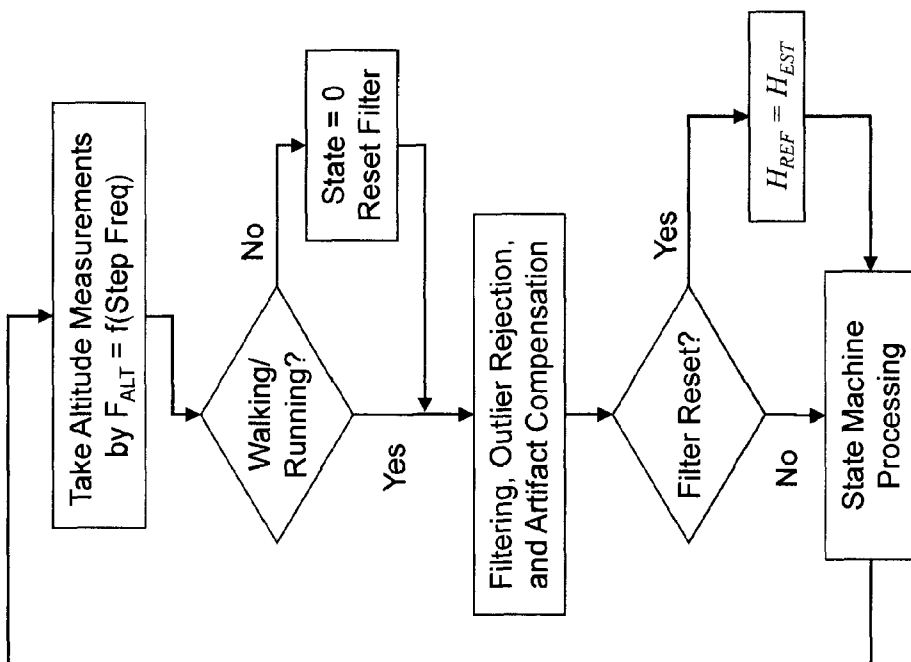 Take Altitude Measurements
by F_ALT = f(Step Freq)
Walking/
Running?
No
State = 0
Reset Filter
Yes
Filtering, Outlier Rejection,
and Artifact Compensation
Filter Reset?
Yes
H_REF = H_EST
No
State Machine
Processing